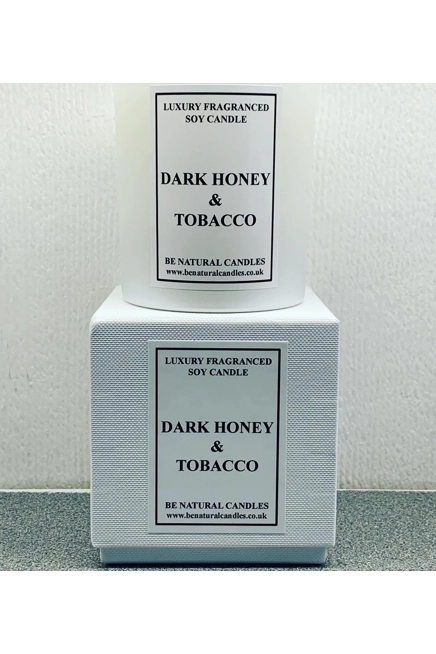 LUXURY FRAGRANCED
SOY CANDLE
DARK HONEY
&
TOBACCO
BE NATURAL CANDLES
www.benaturalcandles.co.uk
LUXURY FRAGRANCED
SOY CANDLE
DARK HONEY
&
TOBACCO
BE NATURAL CANDLES
www.benaturalcandles.co.uk